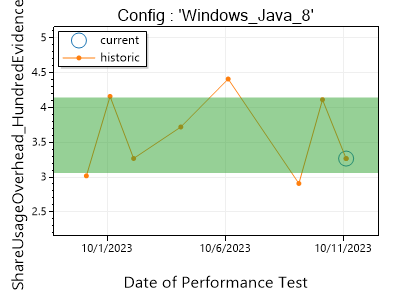 Config : 'Windows_Java_8'
ShareUsageOverhead_HundredEvidence
current
historic
5
4.5
4
3.5
3
2.5
10/1/2023
10/6/2023
10/11/2023
Date of Performance Test